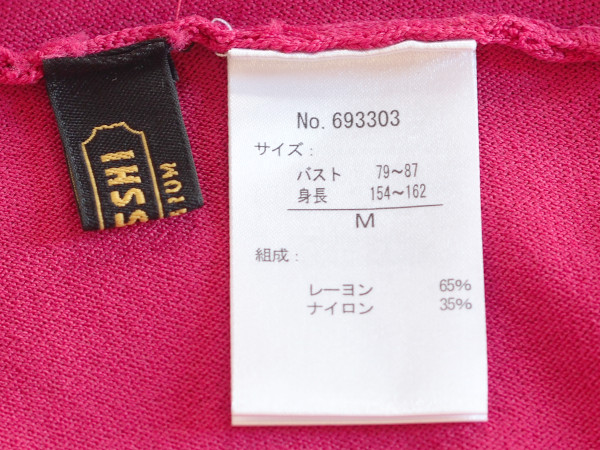 No. 693303
サイズ:
バスト 79～87
身長 154～162
M
組成:
レーヨン 65%
ナイロン 35%
SSHI